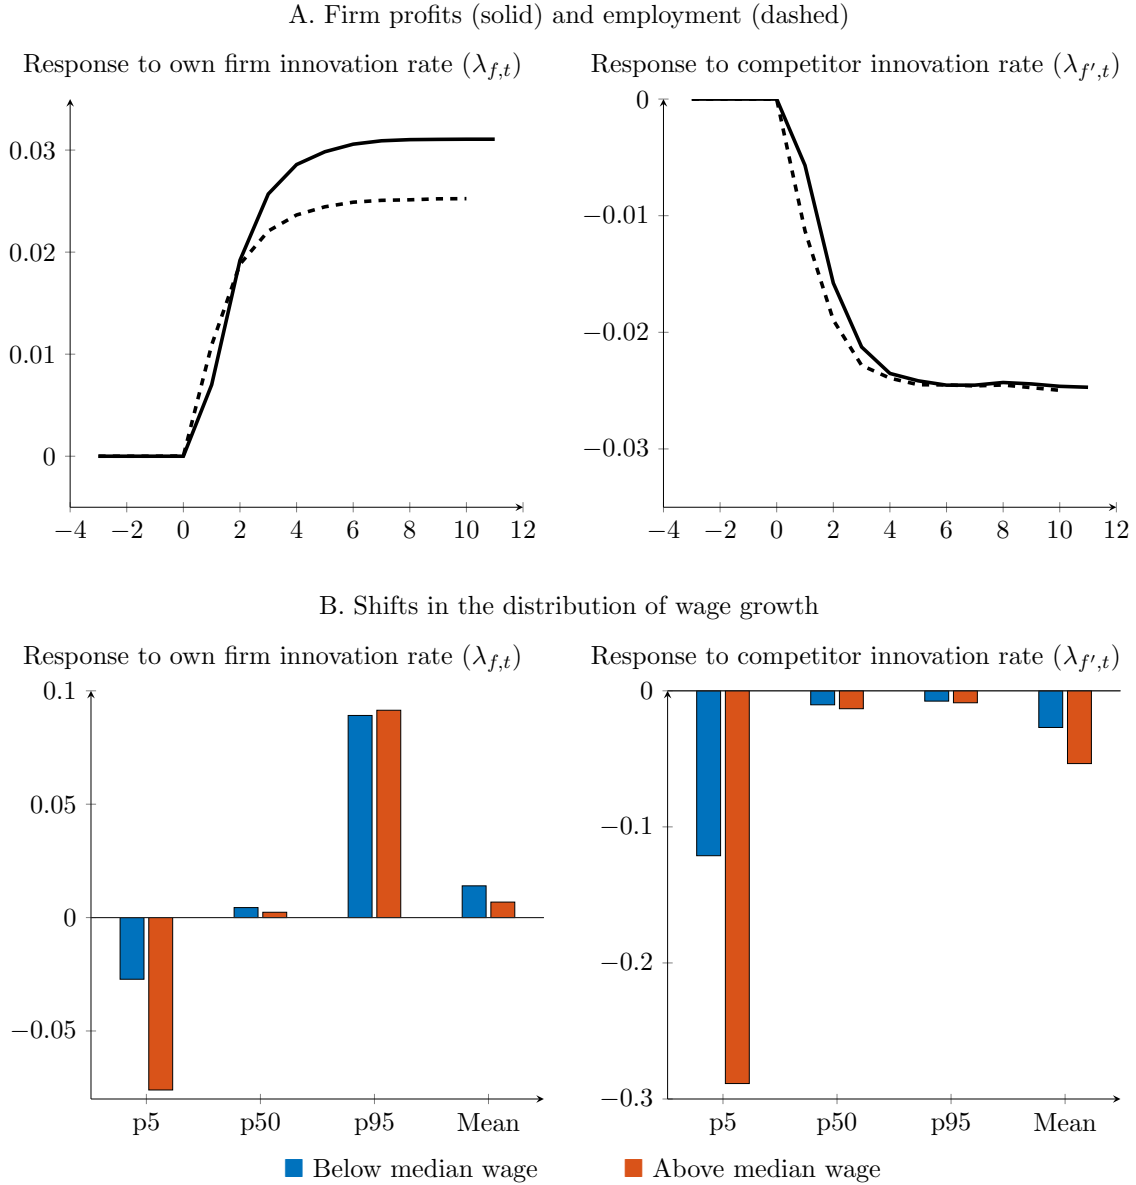 A. Firm profits (solid) and employment (dashed)
Response to own firm innovation rate (λf,t)
0.03
0.02
0.01
0
−4 −2 0 2 4 6 8 10 12
Response to competitor innovation rate (λf′,t)
0
−0.01
−0.02
−0.03
−4 −2 0 2 4 6 8 10 12
B. Shifts in the distribution of wage growth
Response to own firm innovation rate (λf,t)
0.1
0.05
0
−0.05
p5 p50 p95 Mean
Response to competitor innovation rate (λf′,t)
0
−0.1
−0.2
−0.3
p5 p50 p95 Mean
Below median wage
Above median wage